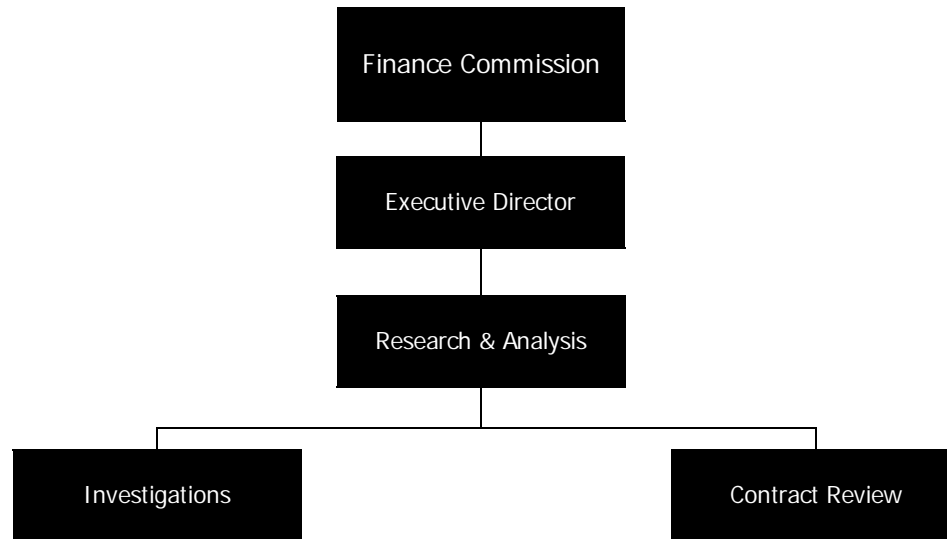 Finance Commission
Executive Director
Research & Analysis
Investigations
Contract Review